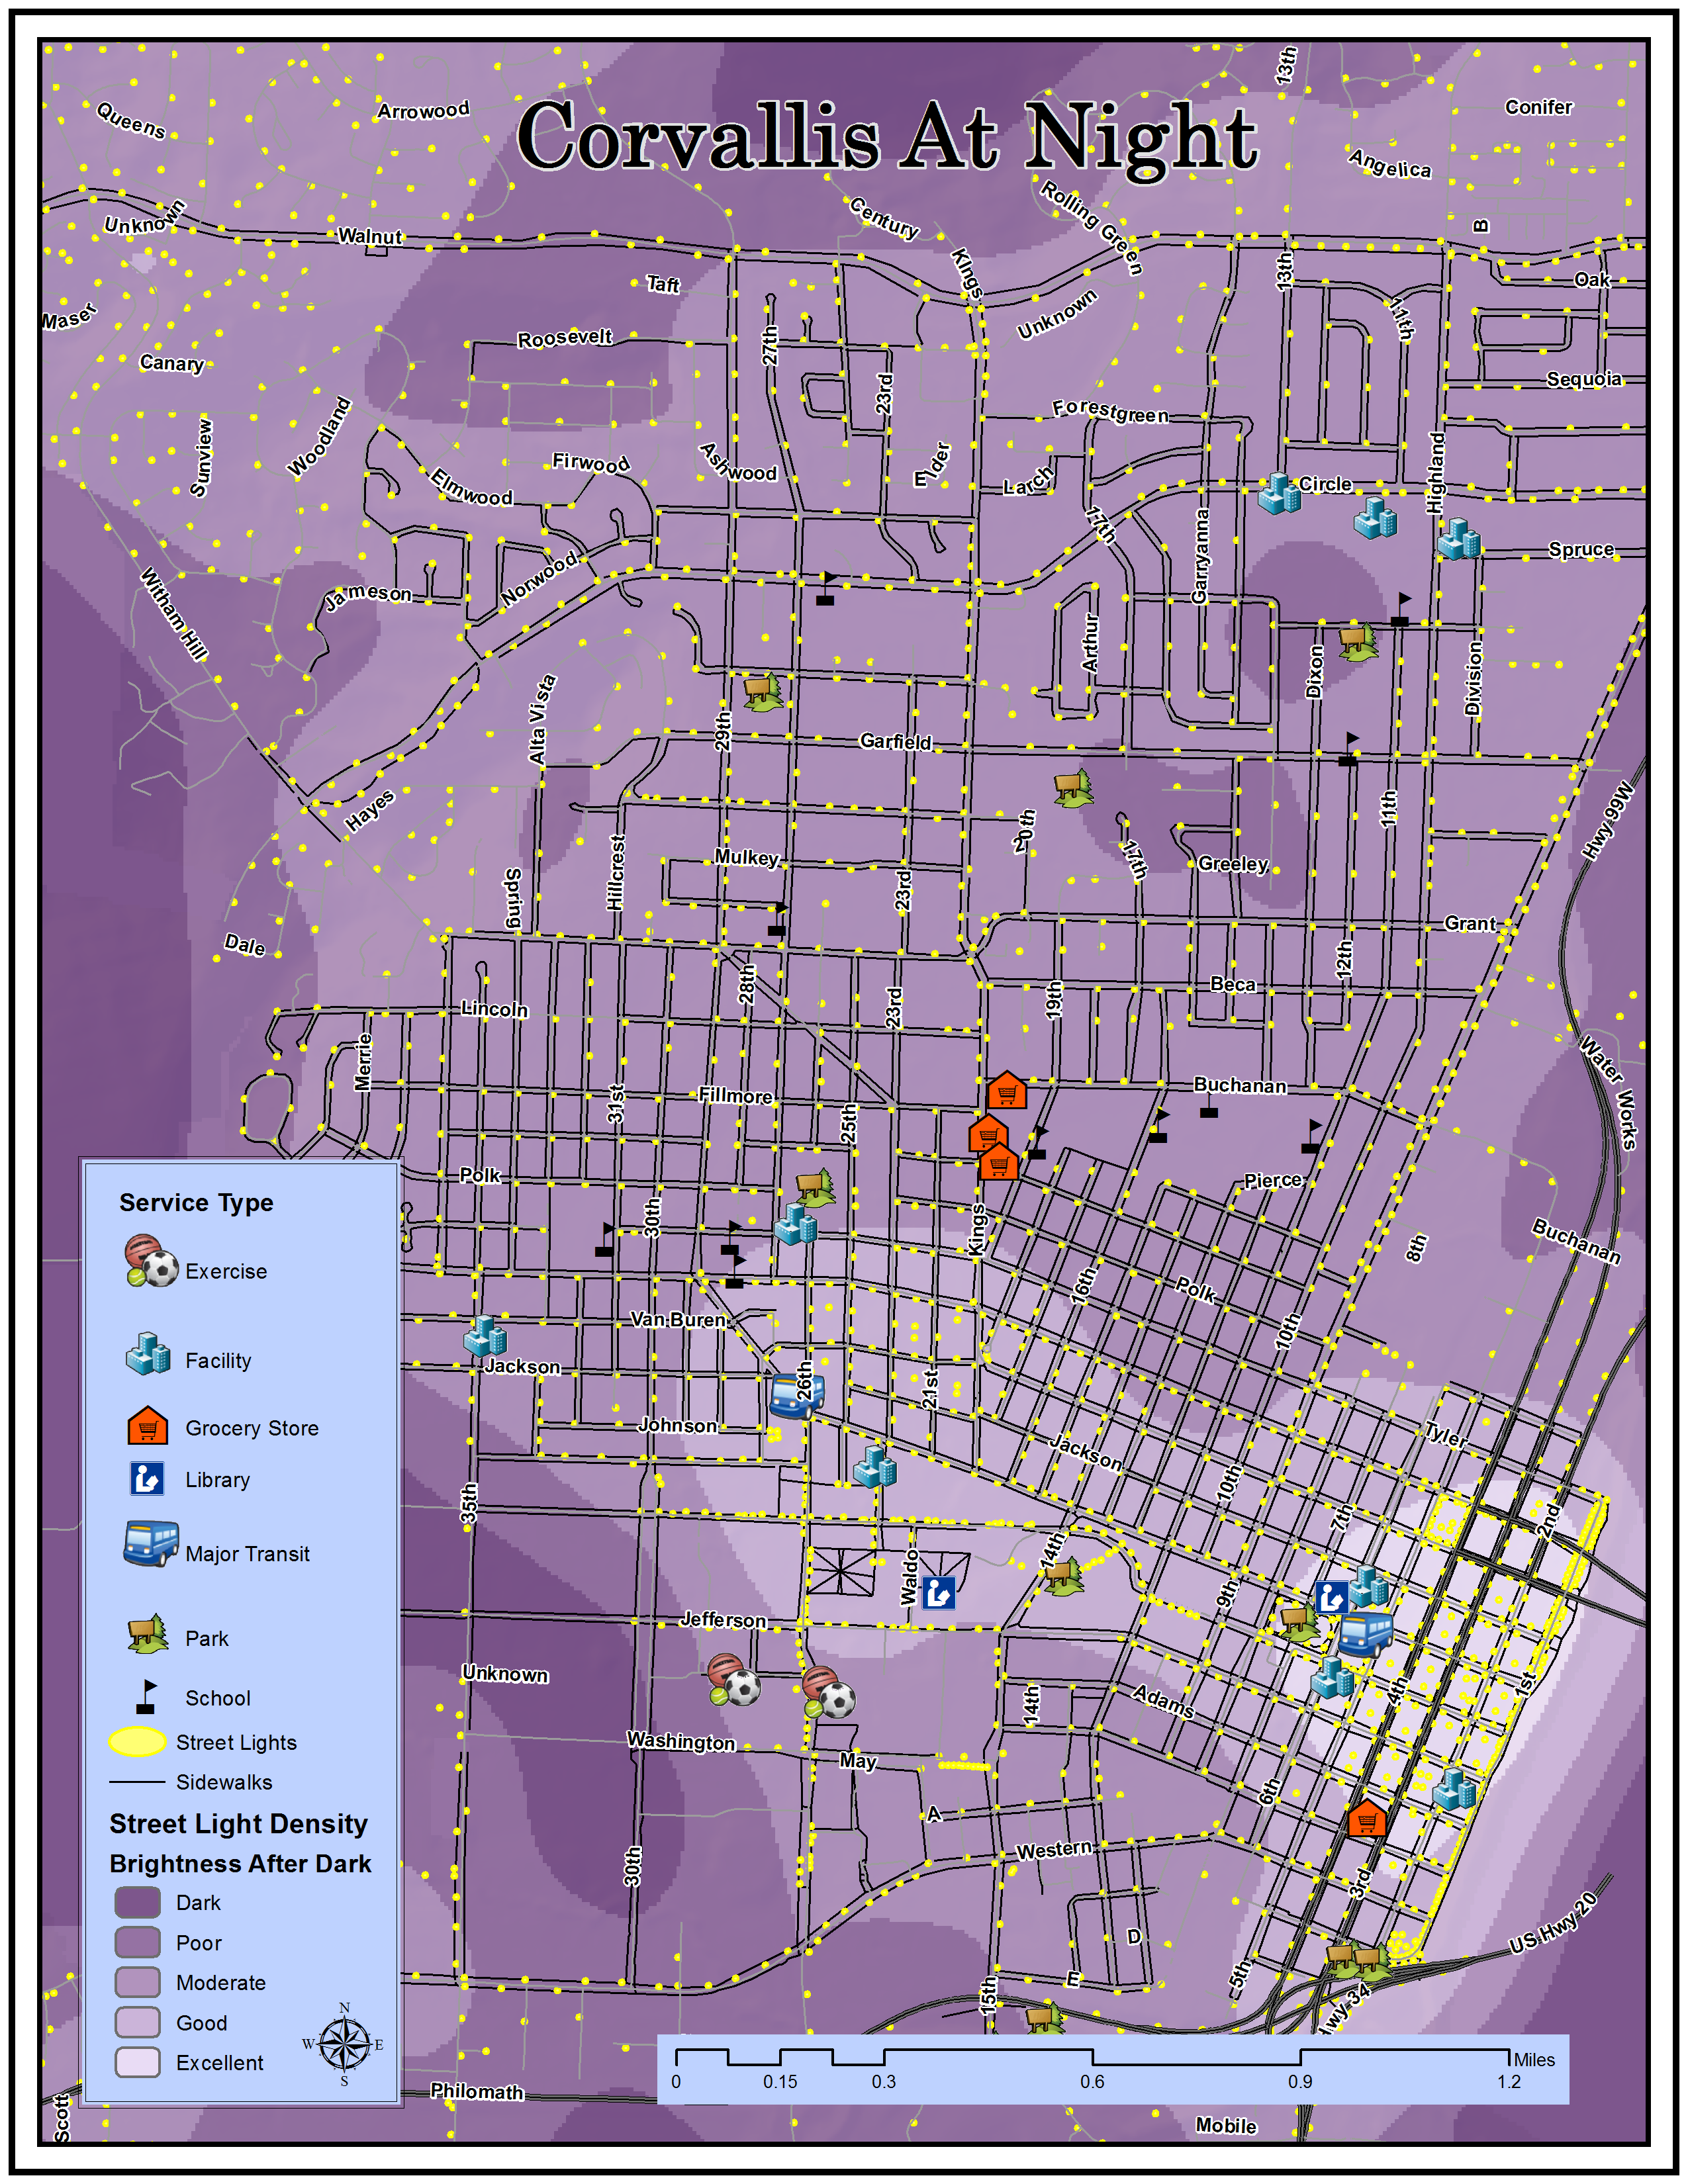 Corvallis At Night
13th
Conifer
Queens
Arrowood
Angelica
Rolling Green
Century
Unknown
Walnut
B
Kings
13th
Oak
Taft
Unknown
11th
Maser
Roosevelt
27th
Canary
23rd
Sequoia
Forestgreen
Woodland
Sunview
Firwood
Ashwood
Elder
Highland
Elmwood
Larch
Circle
17th
Garryanna
Spruce
Norwood
Jameson
Witham Hill
Arthur
Dixon
Division
Alta Vista
29th
Garfield
Hwy 99W
Hayes
11th
20th
Mulkey
17th
Greeley
Hillcrest
Spring
23rd
Grant
Dale
12th
28th
Beca
19th
23rd
Lincoln
Water Works
Merrie
Buchanan
Fillmore
31st
25th
Polk
Pierce
30th
Kings
8th
Buchanan
16th
Polk
Van Buren
10th
Jackson
26th
21st
Johnson
Tyler
Jackson
35th
10th
7th
2nd
14th
Waldo
9th
Jefferson
Unknown
4th
1st
14th
Adams
Washington
May
6th
A
Western
30th
3rd
US Hwy 20
D
E
5th
15th
Hwy 34
Philomath
Scott
Mobile
Service Type
Exercise
Facility
Grocery Store
Library
Major Transit
Park
School
Street Lights
Sidewalks
Street Light Density
Brightness After Dark
Dark
Poor
Moderate
Good
Excellent
N
W E
S
Miles
0 0.15 0.3 0.6 0.9 1.2